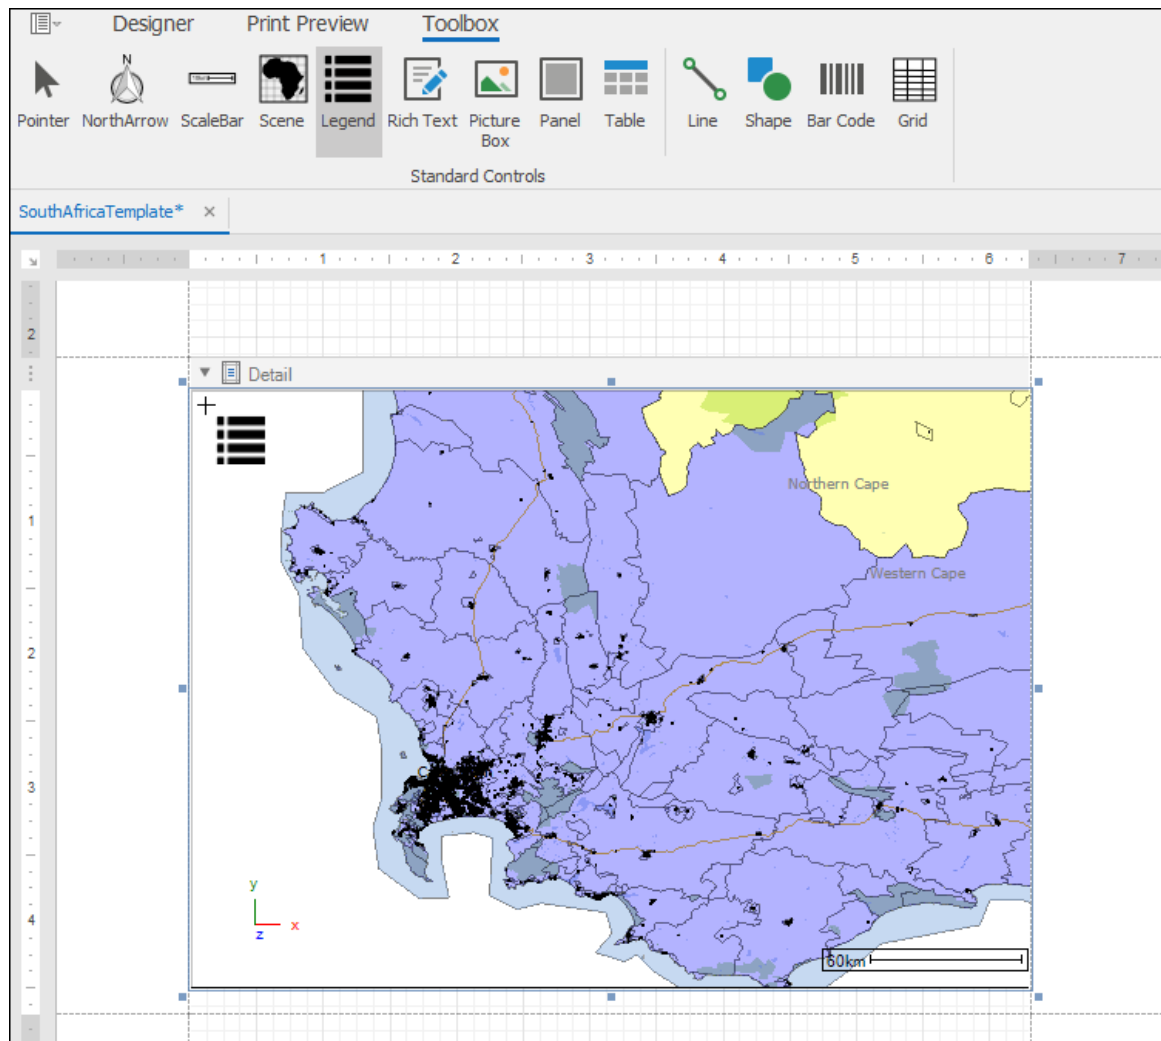 Designer Print Preview Toolbox
N
Pointer NorthArrow ScaleBar Scene Legend Rich Text Picture Box Panel Table Line Shape Bar Code Grid
Standard Controls
SouthAfricaTemplate* ×
1 2 3 4 5 6 7
2
Detail
Northern Cape
1
Western Cape
2
3
C
y
4
x
z
60km